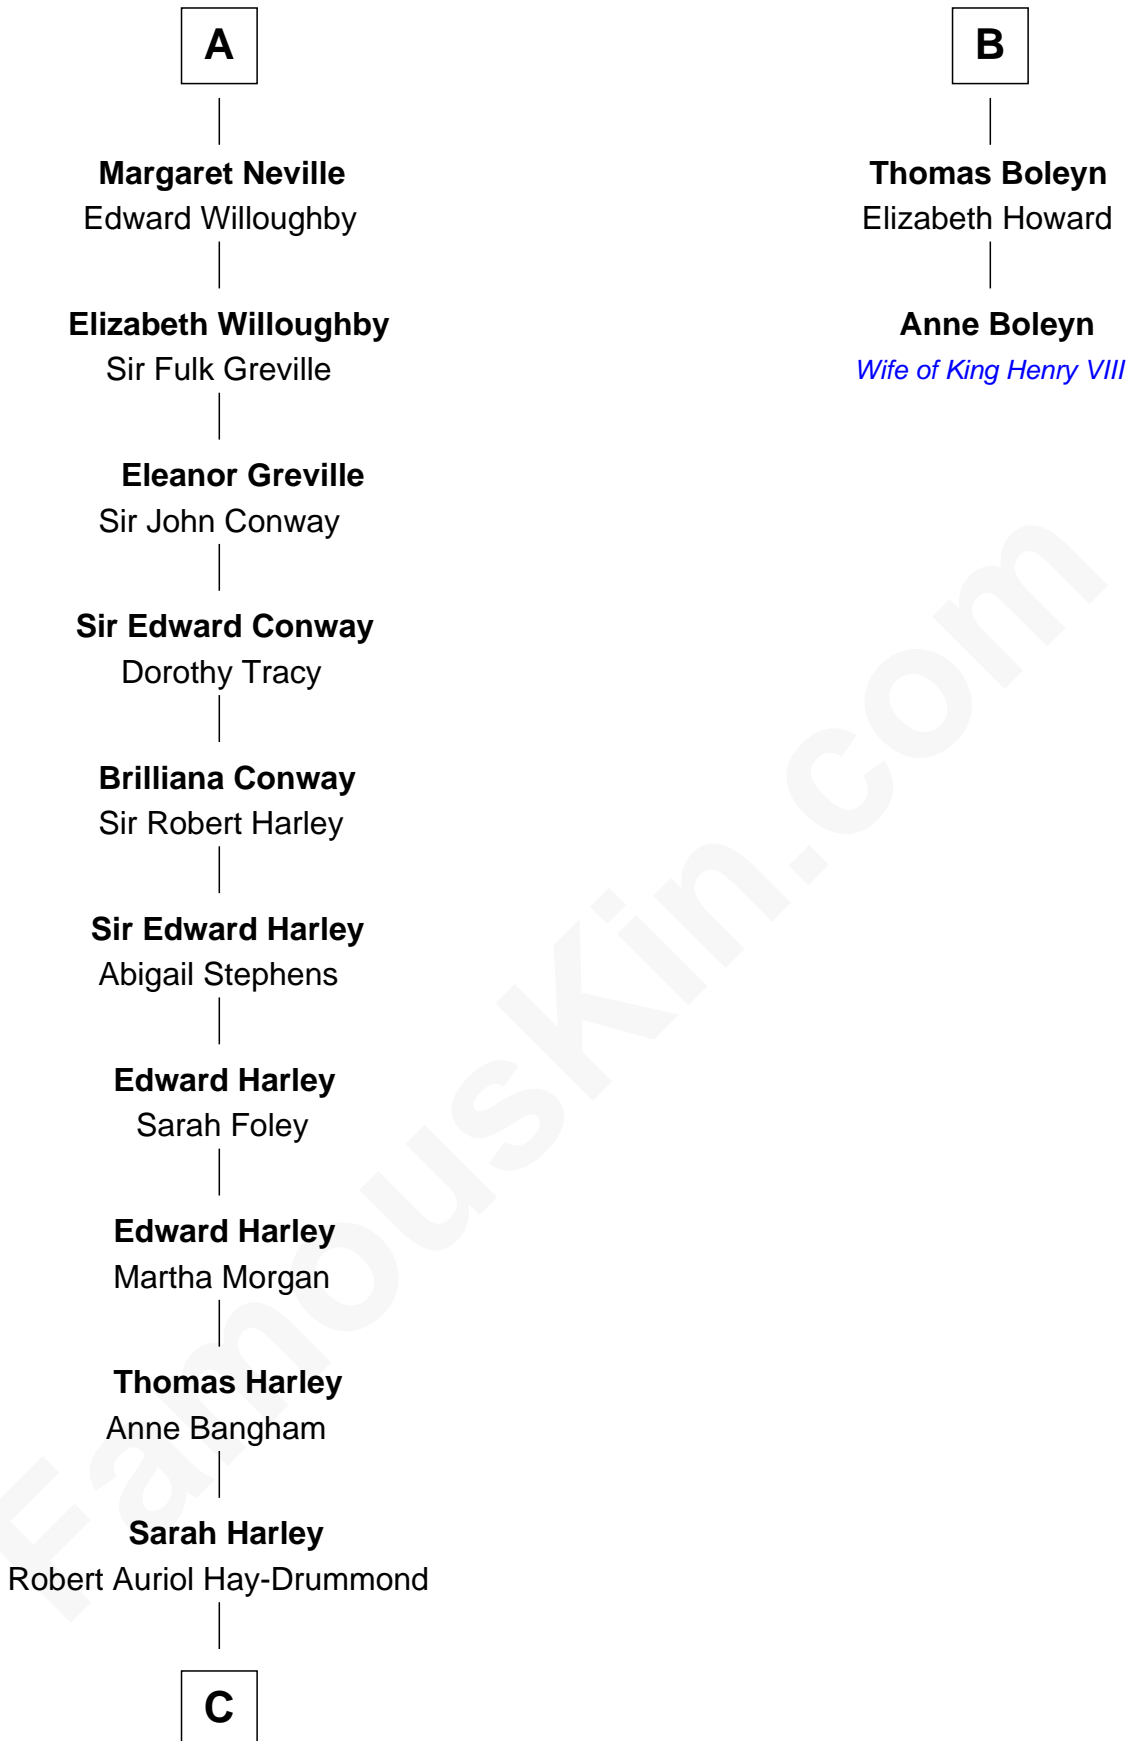 A
Margaret Neville
Edward Willoughby
Elizabeth Willoughby
Sir Fulk Greville
Eleanor Greville
Sir John Conway
Sir Edward Conway
Dorothy Tracy
Brilliana Conway
Sir Robert Harley
Sir Edward Harley
Abigail Stephens
Edward Harley
Sarah Foley
Edward Harley
Martha Morgan
Thomas Harley
Anne Bangham
Sarah Harley
Robert Auriol Hay-Drummond
C
B
Thomas Boleyn
Elizabeth Howard
Anne Boleyn
Wife of King Henry VIII
FamousKin.com